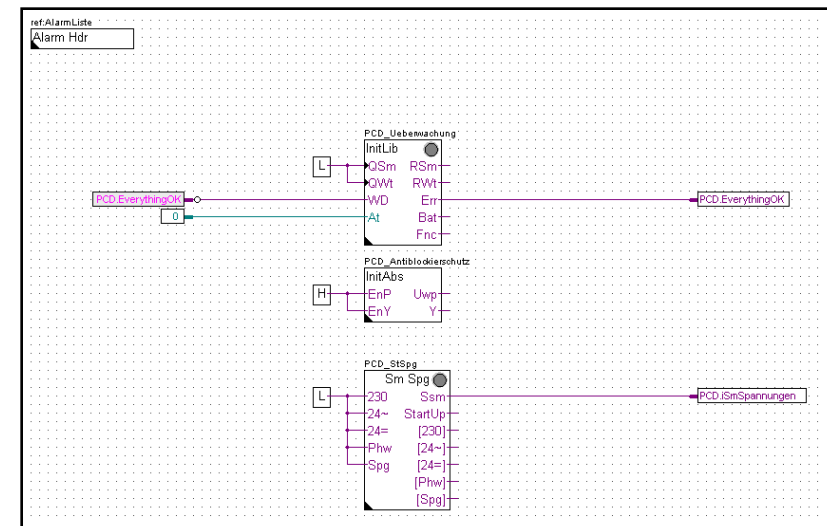 ref:AlarmListe
Alarm Hdr
PCD_Ueberwachung
InitLib
L QSm RSm
QWt RWt
PCD.EverythingOK WD Err PCD.EverythingOK
0 At Bat
Fnc
PCD_Antiblockierschutz
InitAbs
H EnP Uwp
EnY Y
PCD_StSpg
Sm Spg
L 230 Ssm PCD.iSmSpannungen
24~ StartUp
24= [230]
Phw [24~]
Spg [24=]
[Phw]
[Spg]